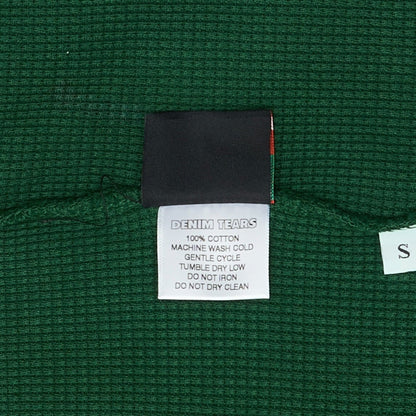 DENIM TEARS
100% COTTON
MACHINE WASH COLD
GENTLE CYCLE
TUMBLE DRY LOW
DO NOT IRON
DO NOT DRY CLEAN
S